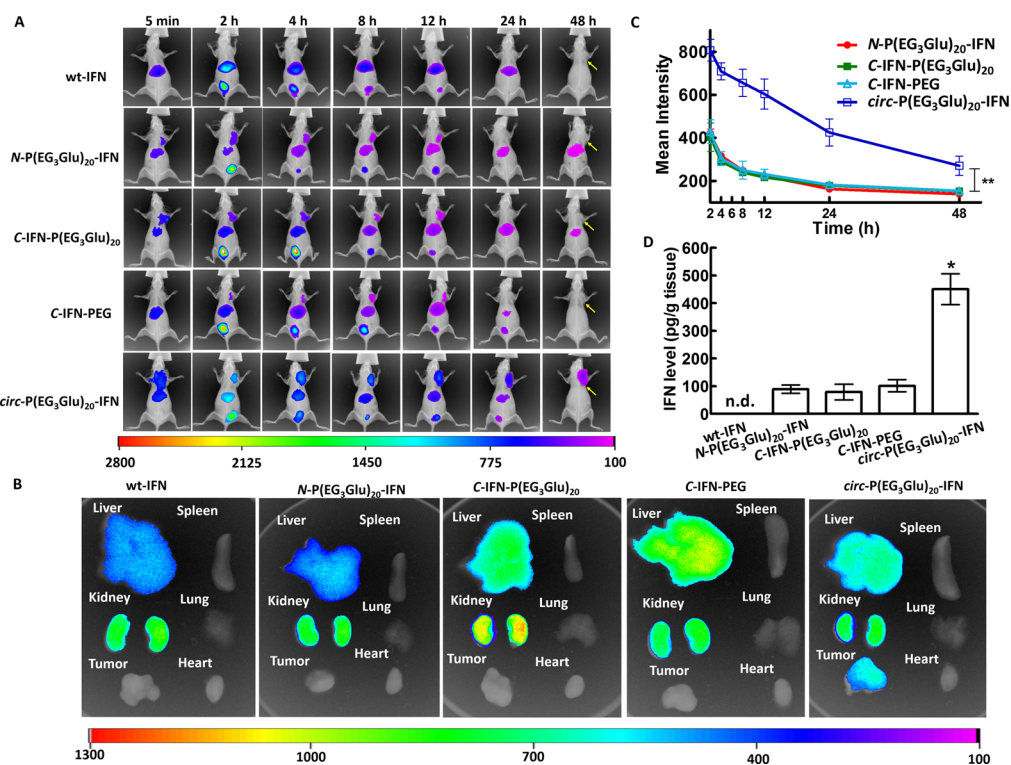 A
5 min 2 h 4 h 8 h 12 h 24 h 48 h
wt-IFN
N-P(EG₃Glu)₂₀-IFN
C-IFN-P(EG₃Glu)₂₀
C-IFN-PEG
circ-P(EG₃Glu)₂₀-IFN
2800 2125 1450 775 100
C
Mean Intensity
800
600
400
200
2 4 6 8 12 24 48
Time (h)
N-P(EG₃Glu)₂₀-IFN
C-IFN-P(EG₃Glu)₂₀
C-IFN-PEG
circ-P(EG₃Glu)₂₀-IFN
**
D
IFN level (pg/g tissue)
600
500
400
300
200
100
0
n.d.
*
wt-IFN
N-P(EG₃Glu)₂₀-IFN
C-IFN-P(EG₃Glu)₂₀
C-IFN-PEG
circ-P(EG₃Glu)₂₀-IFN
B
wt-IFN
Liver Spleen
Kidney Lung
Tumor Heart
N-P(EG₃Glu)₂₀-IFN
Liver Spleen
Kidney Lung
Tumor Heart
C-IFN-P(EG₃Glu)₂₀
Liver Spleen
Kidney Lung
Tumor Heart
C-IFN-PEG
Liver Spleen
Kidney Lung
Tumor Heart
circ-P(EG₃Glu)₂₀-IFN
Liver Spleen
Kidney Lung
Tumor Heart
1300 1000 700 400 100